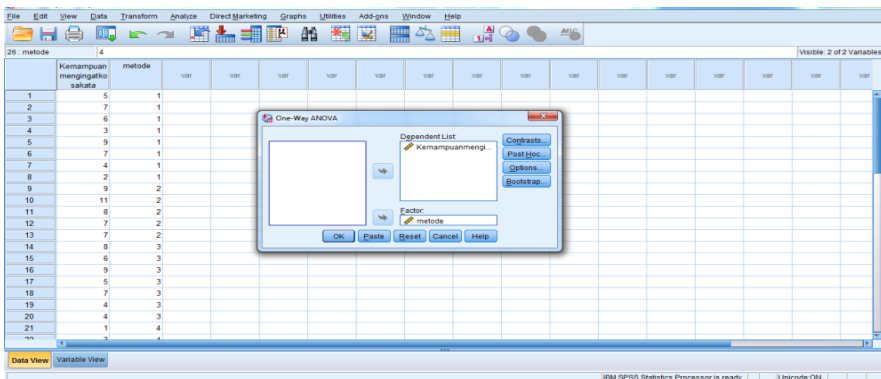 File Edit View Data Transform Analyze Direct Marketing Graphs Utilities Add-ons Window Help
26 : metode 4 Visible: 2 of 2 Variables
Kemampuan mengingatko sakata metode var var var var var var var var var var var var
1 5 1
2 7 1
3 6 1
4 3 1
5 9 1
6 7 1
7 4 1
8 2 1
9 9 2
10 11 2
11 8 2
12 7 2
13 7 2
14 8 3
15 6 3
16 9 3
17 5 3
18 7 3
19 4 3
20 4 3
21 1 4
One-Way ANOVA
Dependent List:
Kemampuanmengi...
Contrasts...
Post Hoc...
Options...
Bootstrap...
Factor:
metode
OK Paste Reset Cancel Help
Data View Variable View
IBM SPSS Statistics Processor is ready Unicode:ON